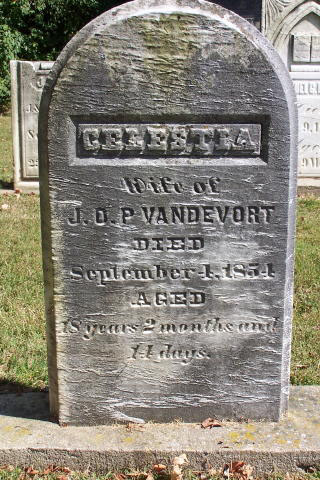 CELESTIA
Wife of
J. O. P. VANDEVORT
DIED
September 4, 1854
AGED
18 years 2 months and
14 days.